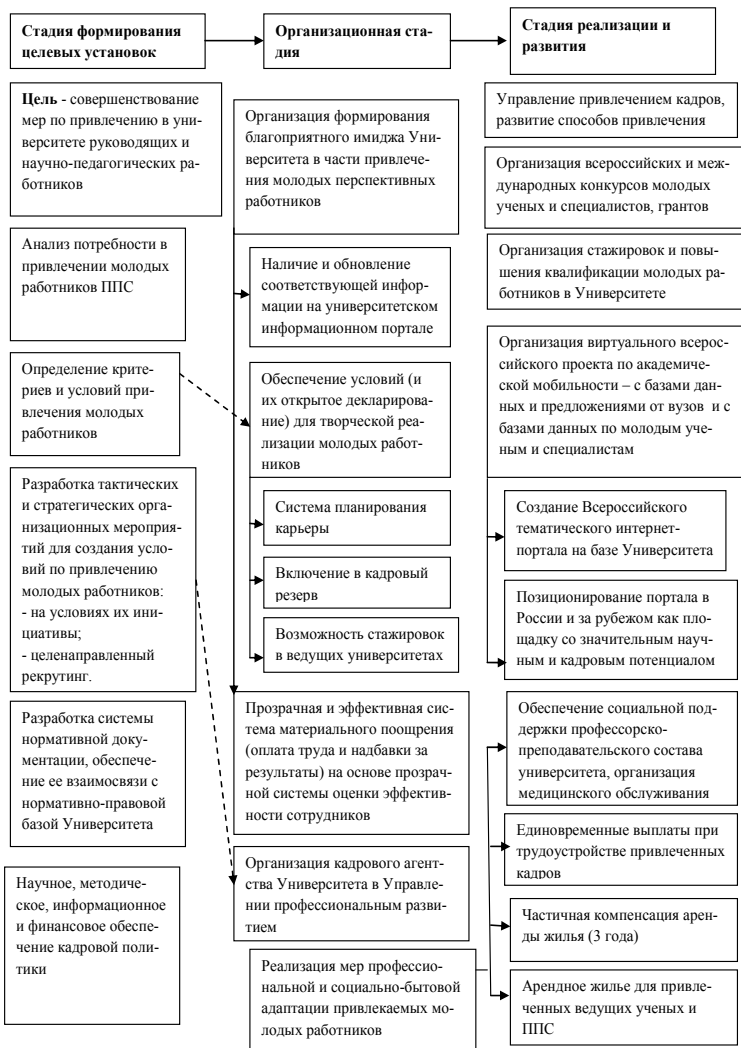 Стадия формирования
целевых установок
Организационная ста-
дия
Стадия реализации и
развития
Цель - совершенствование
мер по привлечению в уни-
верситете руководящих и
научно-педагогических ра-
ботников
Анализ потребности в
привлечении молодых
работников ППС
Определение крите-
риев и условий при-
влечения молодых
работников
Разработка тактических
и стратегических орга-
низационных мероприя-
тий для создания усло-
вий по привлечению
молодых работников:
- на условиях их ини-
циативы;
- целенаправленный
рекрутинг.
Разработка системы
нормативной доку-
ментации, обеспече-
ние ее взаимосвязи с
нормативно-правовой
базой Университета
Научное, методиче-
ское, информационное
и финансовое обеспе-
чение кадровой поли-
тики
Организация формирования
благоприятного имиджа Уни-
верситета в части привлече-
ния молодых перспективных
работников
Наличие и обновление
соответствующей инфор-
мации на университетском
информационном портале
Обеспечение условий (и
их открытое декларирова-
ние) для творческой реа-
лизации молодых работ-
ников
Система планирования
карьеры
Включение в кадровый
резерв
Возможность стажировок
в ведущих университетах
Прозрачная и эффективная сис-
тема материального поощрения
(оплата труда и надбавки за
результаты) на основе прозрач-
ной системы оценки эффектив-
ности сотрудников
Организация кадрового агент-
ства Университета в Управле-
нии профессиональным разви-
тием
Реализация мер профессио-
нальной и социально-бытовой
адаптации привлекаемых мо-
лодых работников
Управление привлечением кадров,
развитие способов привлечения
Организация всероссийских и меж-
дународных конкурсов молодых
ученых и специалистов, грантов
Организация стажировок и повы-
шения квалификации молодых ра-
ботников в Университете
Организация виртуального всерос-
сийского проекта по академиче-
ской мобильности – с базами дан-
ных и предложениями от вузов и с
базами данных по молодым уче-
ным и специалистам
Создание Всероссийского
тематического интернет-
портала на базе Университета
Позиционирование портала в
России и за рубежом как пло-
щадку со значительным науч-
ным и кадровым потенциалом
Обеспечение социальной под-
держки профессорско-
преподавательского состава
университета, организация
медицинского обслуживания
Единовременные выплаты при
трудоустройстве привлеченных
кадров
Частичная компенсация арен-
ды жилья (3 года)
Арендное жилье для привле-
ченных ведущих ученых и
ППС